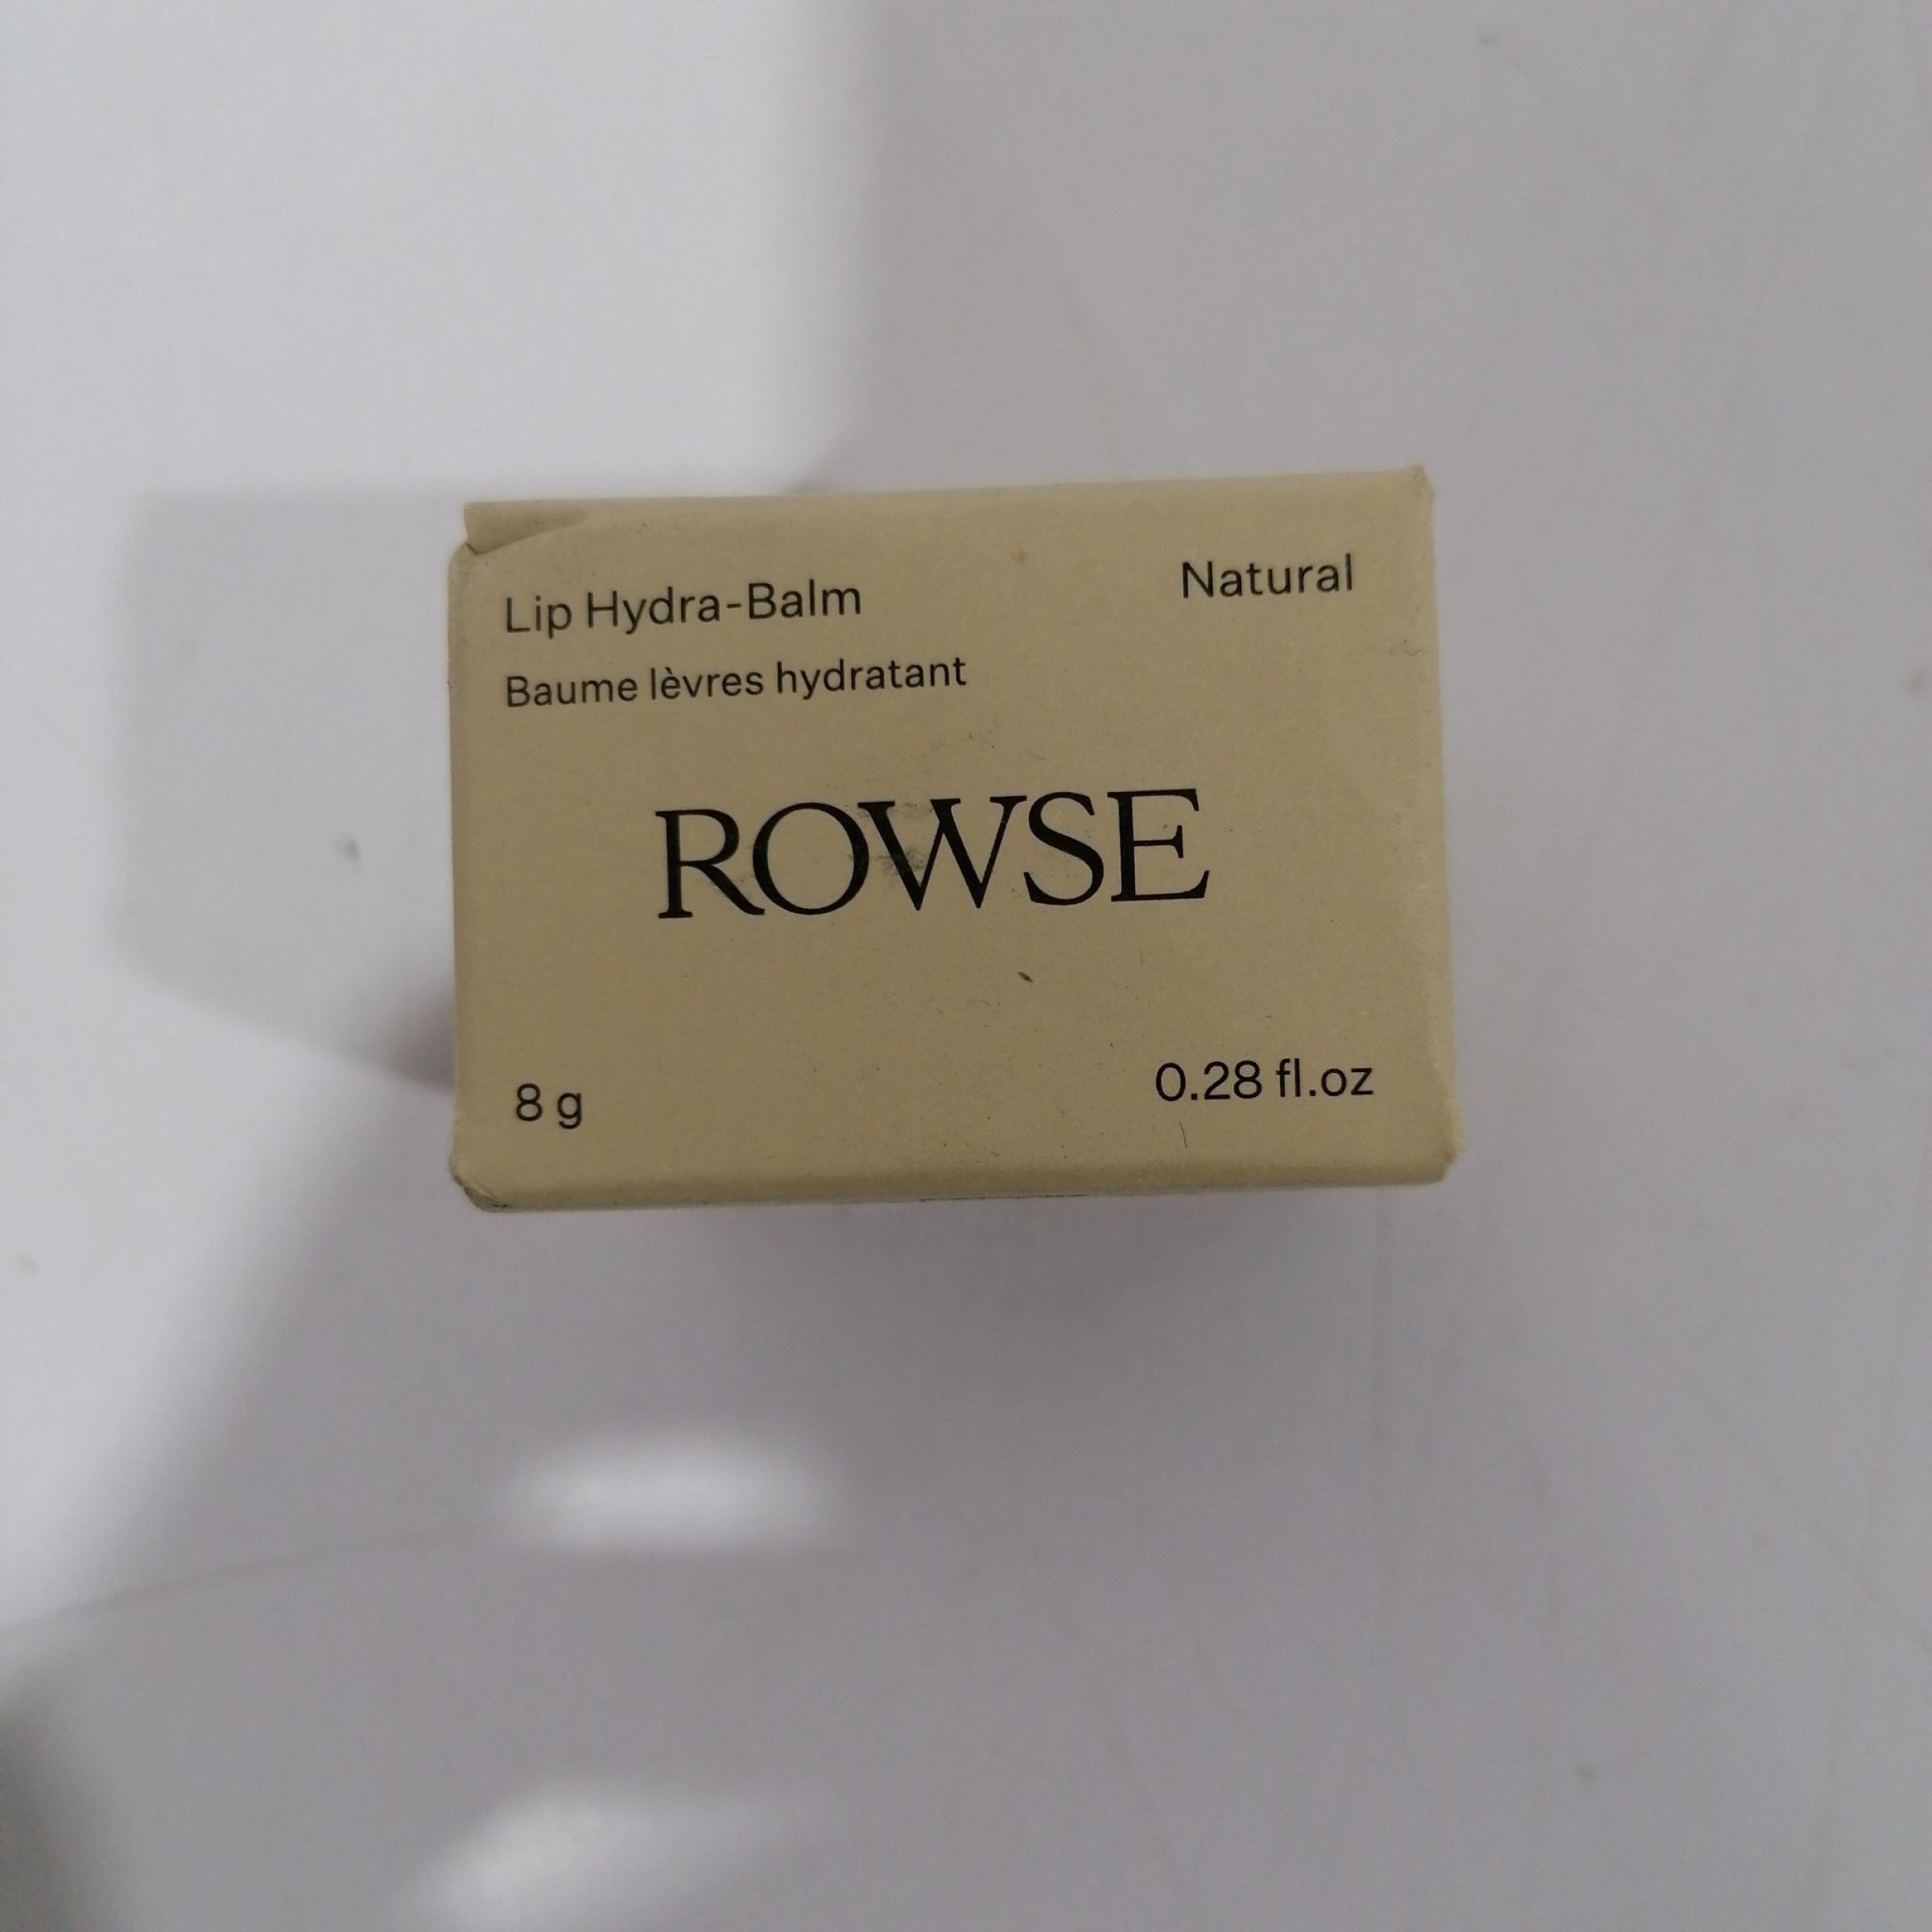 Lip Hydra-Balm
Natural
Baume lèvres hydratant
ROWSE
8 g
0.28 fl.oz